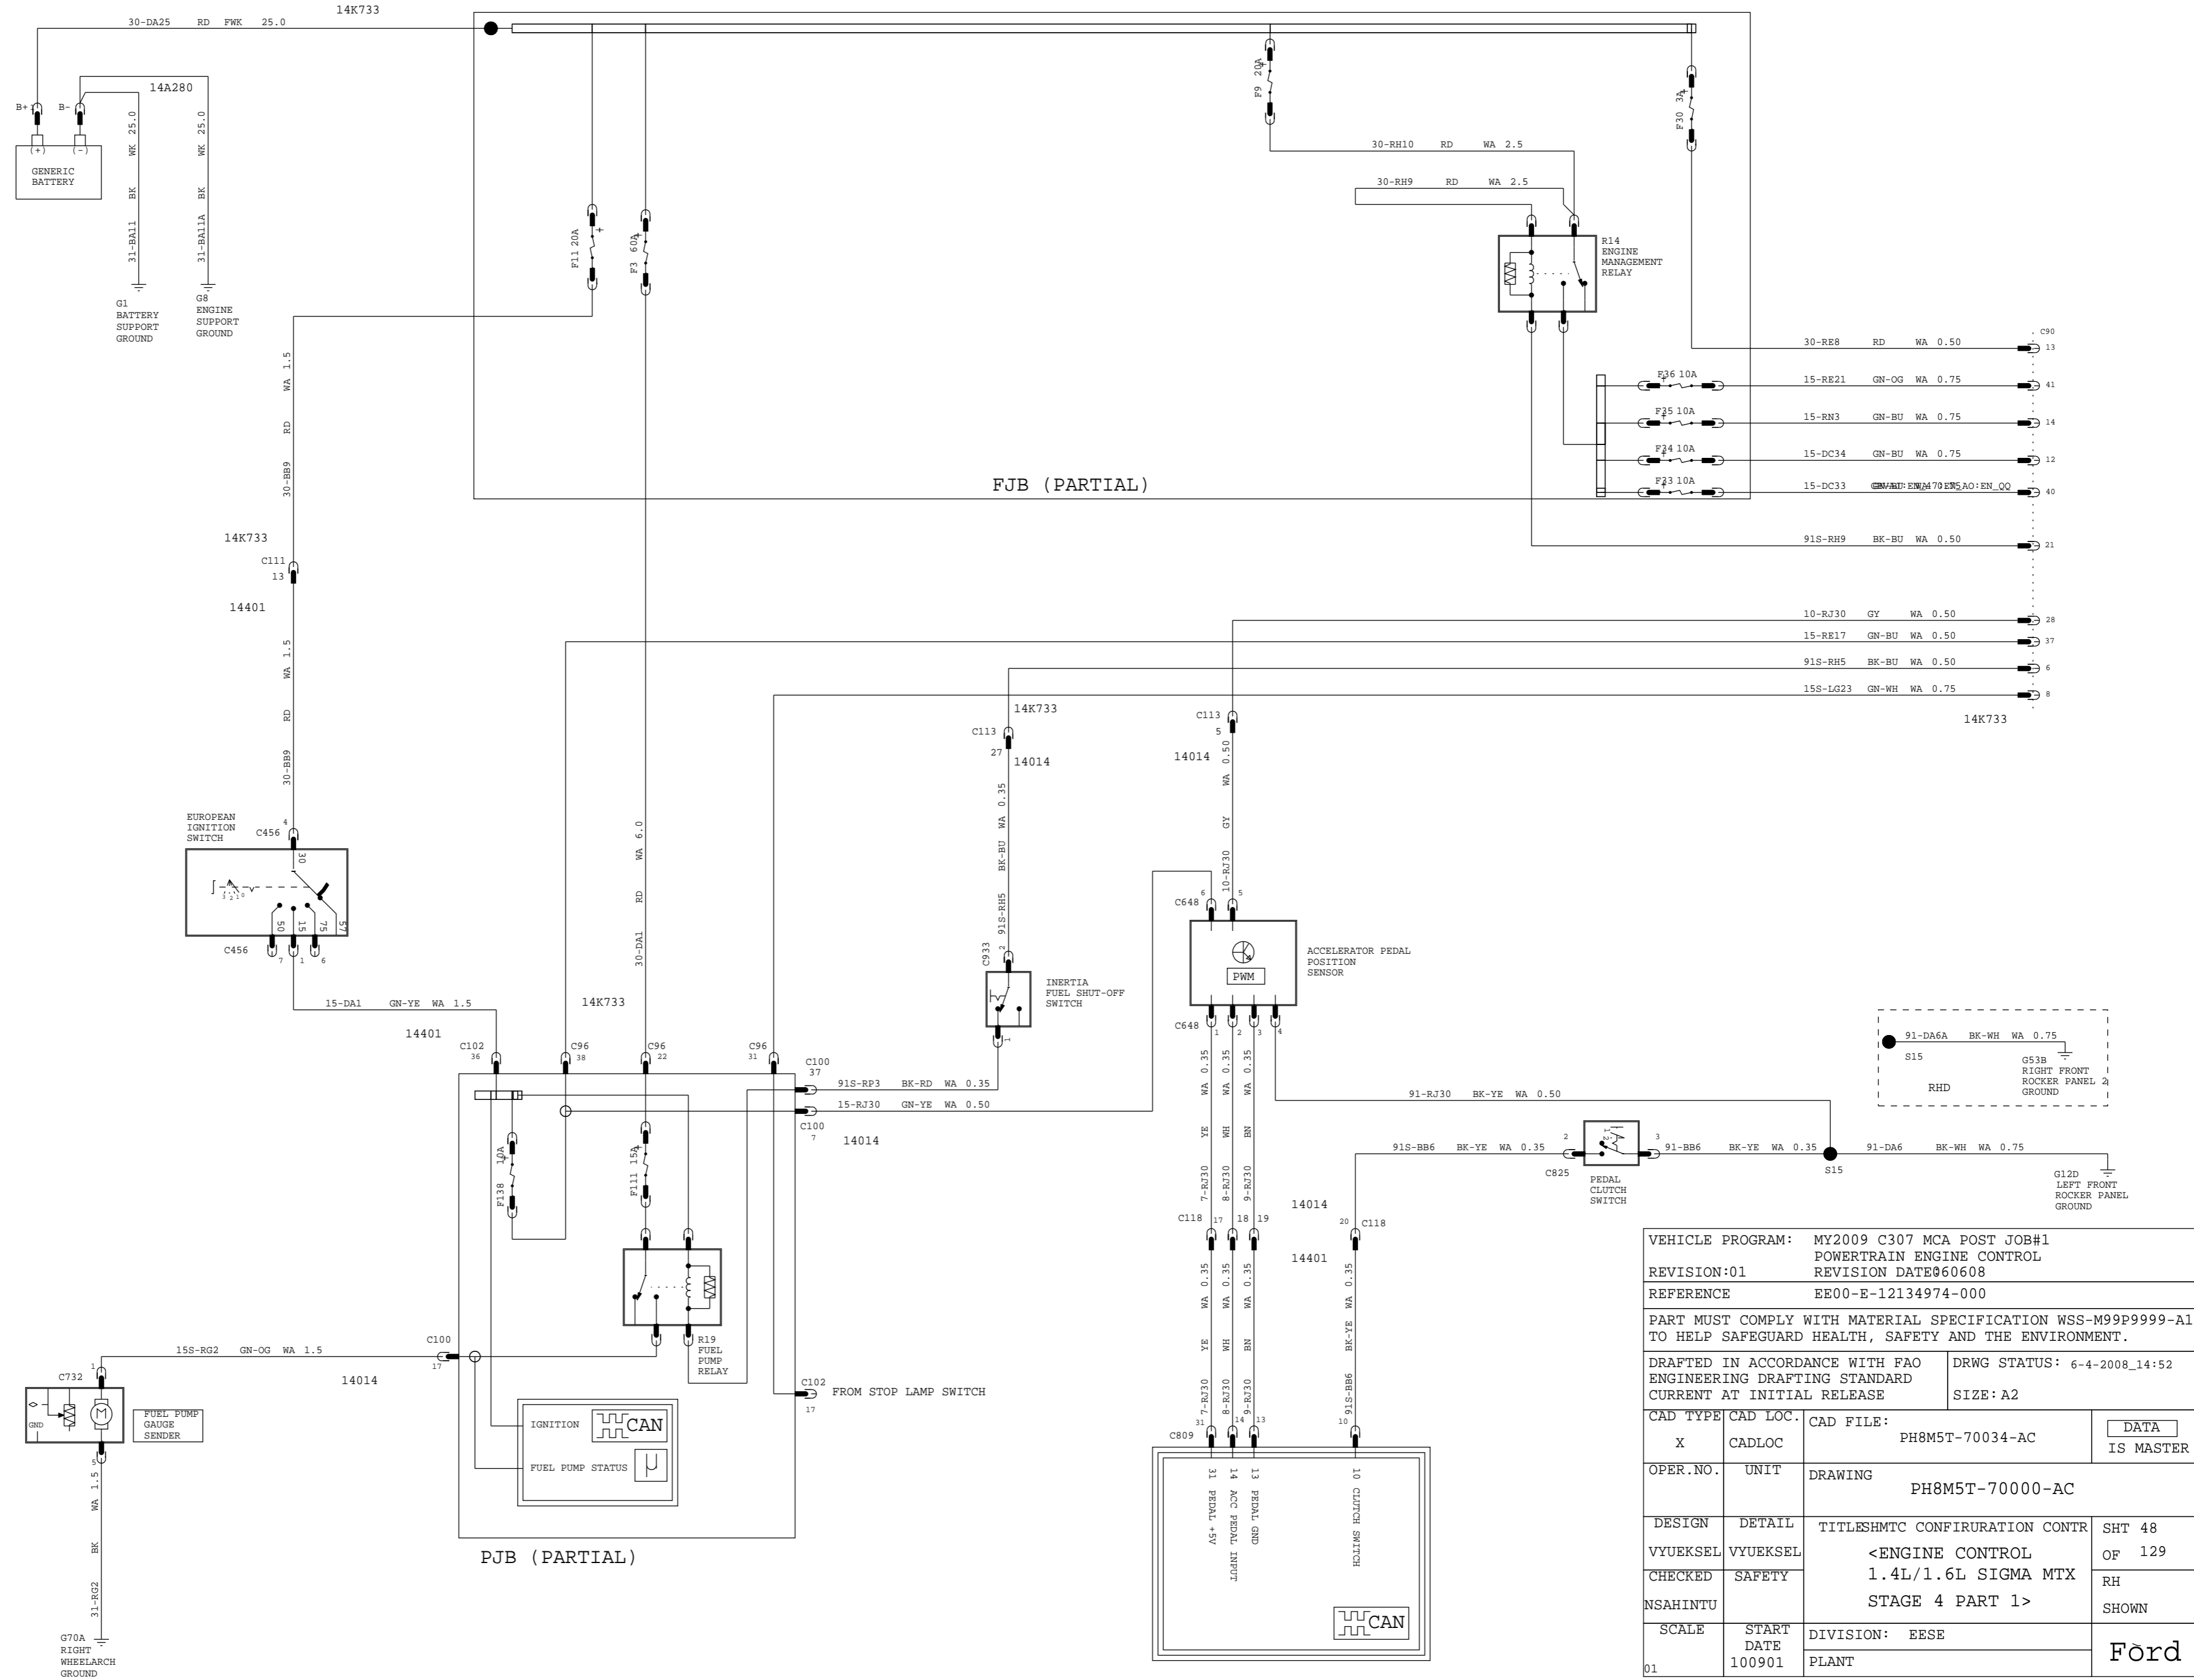 14K733
30-DA25 RD FWK 25.0
14A280
B+ 1
B-
(+) (-)
GENERIC
BATTERY
31-BA11 BK WK 25.0
31-BA11A BK WK 25.0
G1
BATTERY
SUPPORT
GROUND
G8
ENGINE
SUPPORT
GROUND
F11 20A
+
F3 60A
+
F9 20A
+
F30 3A
+
30-RH10 RD WA 2.5
30-RH9 RD WA 2.5
R14
ENGINE
MANAGEMENT
RELAY
C90
30-RE8 RD WA 0.50 13
F36 10A
+
15-RE21 GN-OG WA 0.75 41
F35 10A
+
15-RN3 GN-BU WA 0.75 14
F34 10A
+
15-DC34 GN-BU WA 0.75 12
F33 10A
+
15-DC33 40
FJB (PARTIAL)
91S-RH9 BK-BU WA 0.50 21
10-RJ30 GY WA 0.50 28
15-RE17 GN-BU WA 0.50 37
91S-RH5 BK-BU WA 0.50 6
15S-LG23 GN-WH WA 0.75 8
14K733
30-BB9 RD WA 1.5
14K733
C111
13
14401
30-BB9 RD WA 1.5
EUROPEAN
IGNITION
SWITCH
4
C456
30
3 2 1 0
50 15 75 57
C456
7 1 6
15-DA1 GN-YE WA 1.5
14401
30-DA1 RD WA 6.0
14K733
14K733
C113
27
14014
91S-RH5 BK-BU WA 0.35
C933
2
INERTIA
FUEL SHUT-OFF
SWITCH
1
C113
5
14014
10-RJ30 GY WA 0.50
6 5
C648
PWM
ACCELERATOR PEDAL
POSITION
SENSOR
C648
1 2 3 4
C102
36
C96
38
C96
22
C96
31
C100
37
91S-RP3 BK-RD WA 0.35
15-RJ30 GN-YE WA 0.50
C100
7
14014
F138 10A
+
F111 15A
+
R19
FUEL
PUMP
RELAY
C100
17
15S-RG2 GN-OG WA 1.5
14014
1
C732
GND
M
FUEL PUMP
GAUGE
SENDER
5
31-RG2 BK WA 1.5
G70A
RIGHT
WHEELARCH
GROUND
C102
17
FROM STOP LAMP SWITCH
IGNITION
CAN
FUEL PUMP STATUS
μ
PJB (PARTIAL)
7-RJ30 YE WA 0.35
8-RJ30 WH WA 0.35
9-RJ30 BN WA 0.35
91-RJ30 BK-YE WA 0.50
14014
C118 17 18 19
20 C118
14401
7-RJ30 YE WA 0.35
8-RJ30 WH WA 0.35
9-RJ30 BN WA 0.35
91S-BB6 BK-YE WA 0.35
31 14 13
10
C809
31 PEDAL +5V
14 ACC PEDAL INPUT
13 PEDAL GND
10 CLUTCH SWITCH
CAN
91S-BB6 BK-YE WA 0.35
2
C825
1 2
PEDAL
CLUTCH
SWITCH
3
91-BB6 BK-YE WA 0.35
S15
91-DA6 BK-WH WA 0.75
G12D
LEFT FRONT
ROCKER PANEL
GROUND
91-DA6A BK-WH WA 0.75
S15
G53B
RIGHT FRONT
ROCKER PANEL 2
GROUND
RHD
VEHICLE PROGRAM: MY2009 C307 MCA POST JOB#1
POWERTRAIN ENGINE CONTROL
REVISION:01 REVISION DATE:060608
REFERENCE EE00-E-12134974-000
PART MUST COMPLY WITH MATERIAL SPECIFICATION WSS-M99P9999-A1
TO HELP SAFEGUARD HEALTH, SAFETY AND THE ENVIRONMENT.
DRAFTED IN ACCORDANCE WITH FAO
ENGINEERING DRAFTING STANDARD
CURRENT AT INITIAL RELEASE
DRWG STATUS: 6-4-2008_14:52
SIZE: A2
CAD TYPE
X
CAD LOC.
CADLOC
CAD FILE:
PH8M5T-70034-AC
DATA
IS MASTER
OPER.NO. UNIT
DRAWING
PH8M5T-70000-AC
DESIGN
VYUEKSEL
DETAIL
VYUEKSEL
TITLE SHMTC CONFIRURATION CONTR
<ENGINE CONTROL
1.4L/1.6L SIGMA MTX
STAGE 4 PART 1>
SHT 48
OF 129
CHECKED
NSAHINTU
SAFETY
RH
SHOWN
SCALE
01
START
DATE
100901
DIVISION: EESE
PLANT
Ford